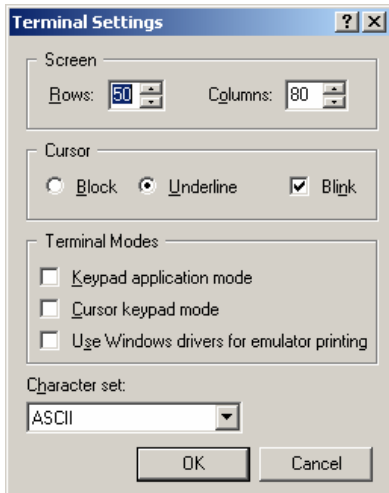 Terminal Settings
Screen
Rows: 50 Columns: 80
Cursor
Block Underline Blink
Terminal Modes
Keypad application mode
Cursor keypad mode
Use Windows drivers for emulator printing
Character set:
ASCII
OK Cancel